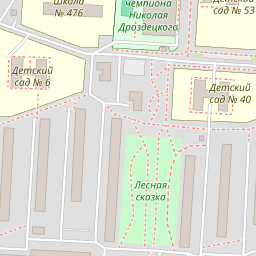 Школа
№ 476
чемпиона
Николая
Дроздецкого
Детский
сад № 53
Детский
сад № 6
Детский
сад № 40
Лесная
сказка